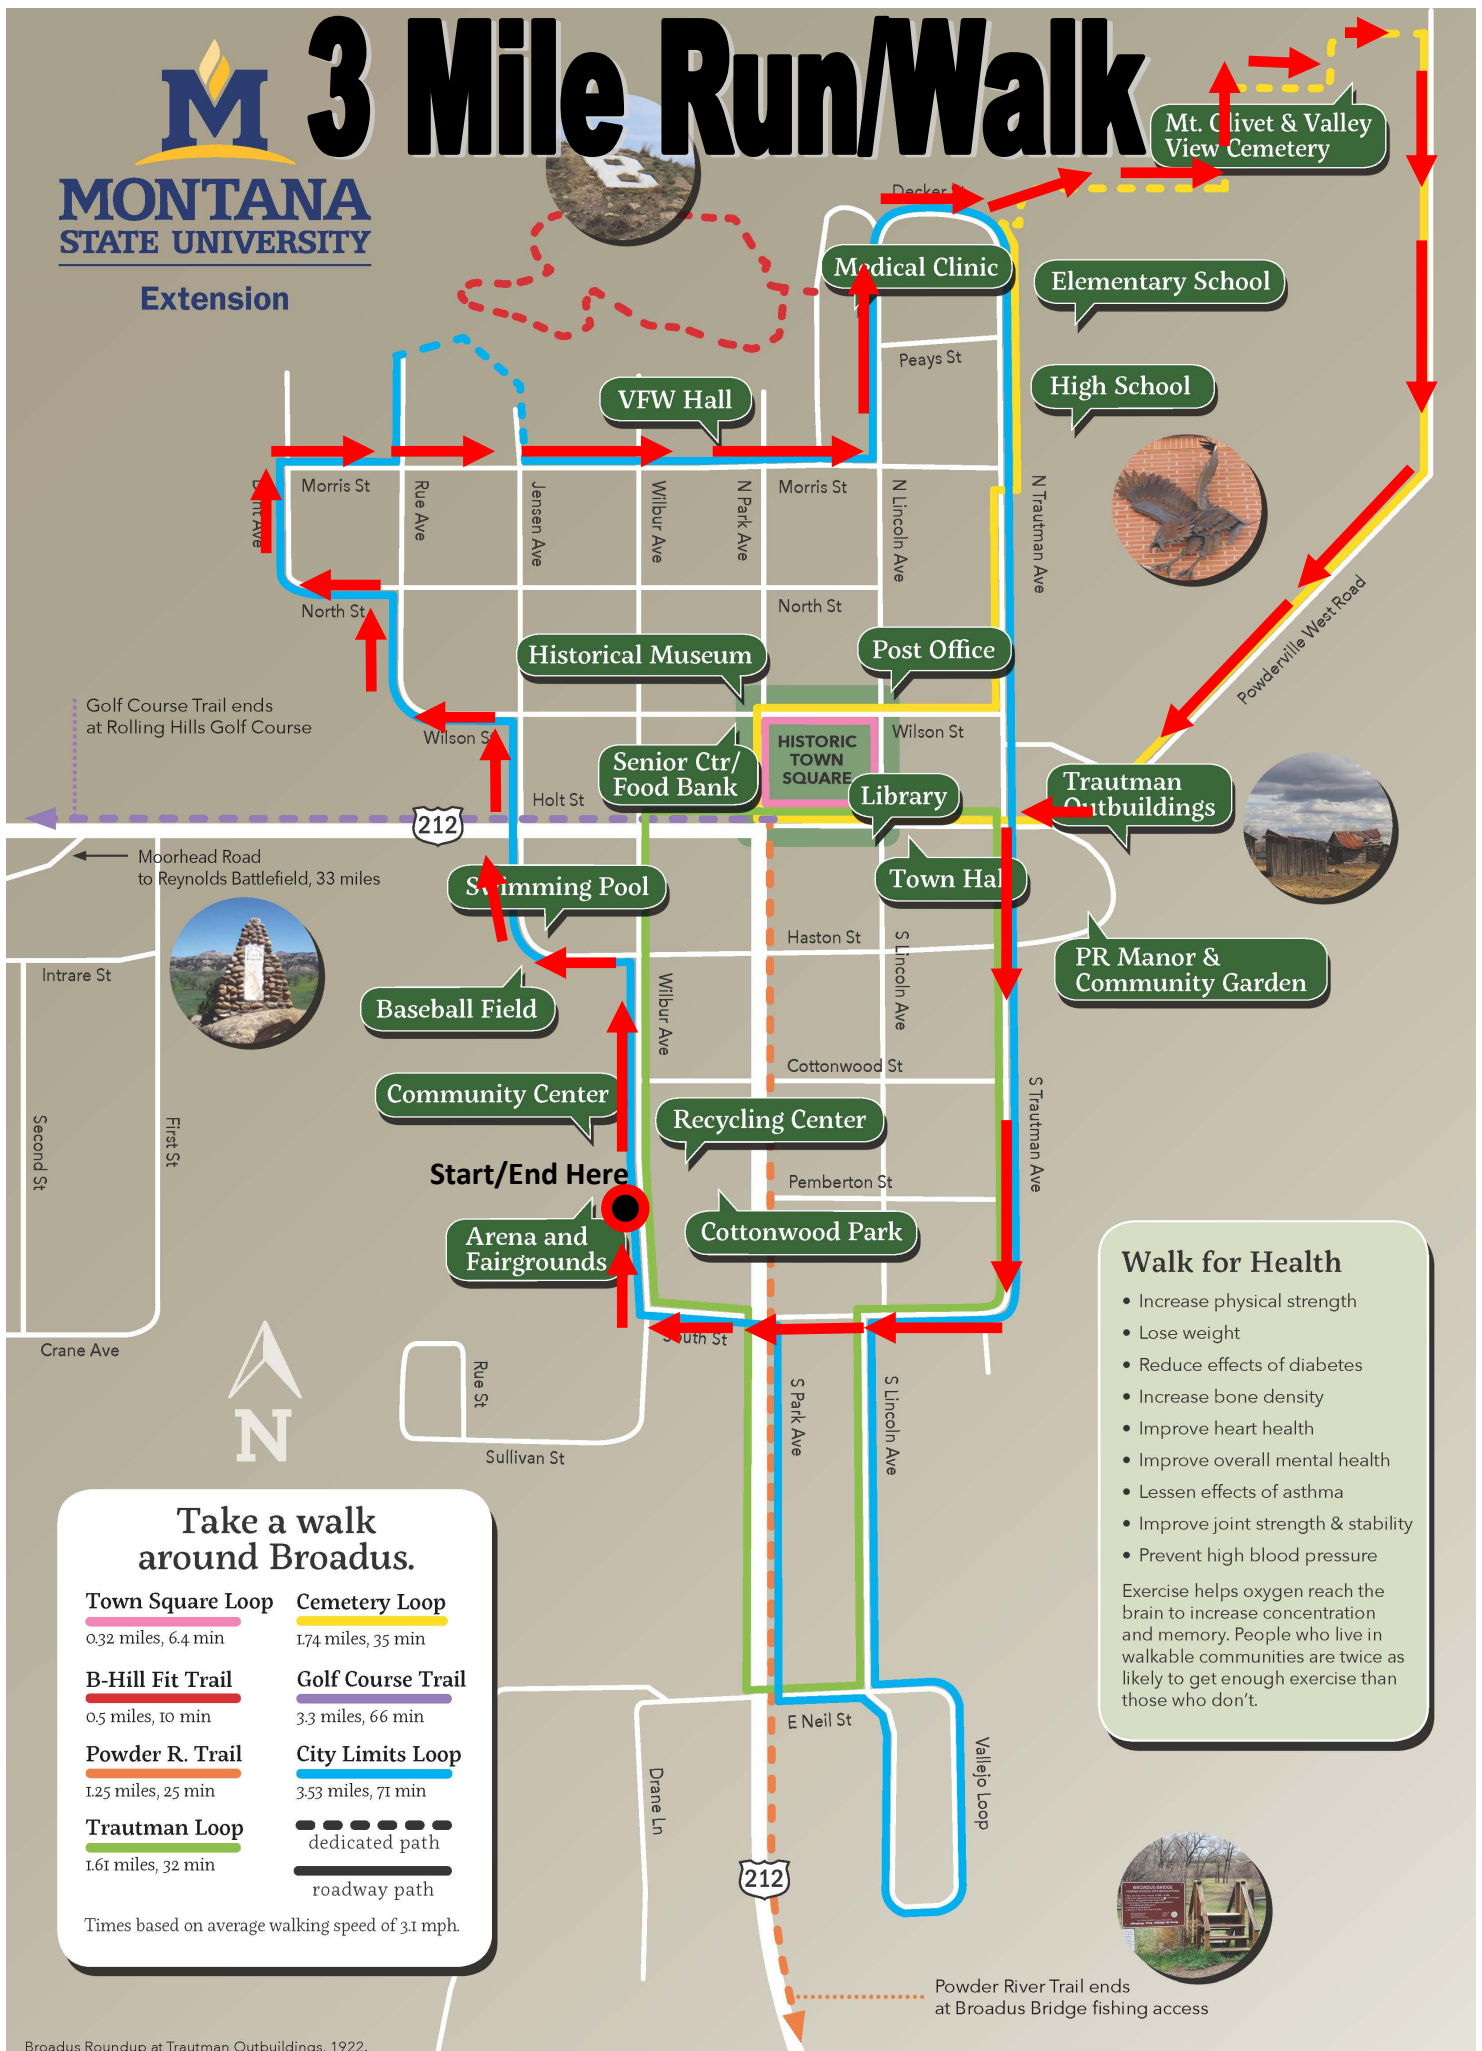 3 Mile Run/Walk
M
MONTANA
STATE UNIVERSITY
Extension
Mt. Olivet & Valley
View Cemetery
Decker St
Medical Clinic
Elementary School
Peays St
High School
VFW Hall
Morris St
Rue Ave
Jensen Ave
Wilbur Ave
N Park Ave
Morris St
N Lincoln Ave
N Trautman Ave
North St
North St
Historical Museum
Post Office
Powderville West Road
Golf Course Trail ends
at Rolling Hills Golf Course
Wilson St
Wilson St
HISTORIC
TOWN
SQUARE
Senior Ctr/
Food Bank
Library
Trautman
Outbuildings
Holt St
212
Moorhead Road
to Reynolds Battlefield, 33 miles
Swimming Pool
Town Hall
Haston St
S Lincoln Ave
PR Manor &
Community Garden
Intrare St
Baseball Field
Wilbur Ave
Cottonwood St
Community Center
Recycling Center
S Trautman Ave
Second St
First St
Start/End Here
Pemberton St
Arena and
Fairgrounds
Cottonwood Park
South St
Crane Ave
Rue St
Sullivan St
S Park Ave
S Lincoln Ave
N
Walk for Health
• Increase physical strength
• Lose weight
• Reduce effects of diabetes
• Increase bone density
• Improve heart health
• Improve overall mental health
• Lessen effects of asthma
• Improve joint strength & stability
• Prevent high blood pressure
Exercise helps oxygen reach the
brain to increase concentration
and memory. People who live in
walkable communities are twice as
likely to get enough exercise than
those who don't.
Take a walk
around Broadus.
Town Square Loop
0.32 miles, 6.4 min
Cemetery Loop
1.74 miles, 35 min
B-Hill Fit Trail
0.5 miles, 10 min
Golf Course Trail
3.3 miles, 66 min
Powder R. Trail
1.25 miles, 25 min
City Limits Loop
3.53 miles, 71 min
Trautman Loop
1.61 miles, 32 min
dedicated path
roadway path
Times based on average walking speed of 3.1 mph.
E Neil St
Drane Ln
Vallejo Loop
212
BROADUS BRIDGE
Powder River Trail ends
at Broadus Bridge fishing access
Broadus Roundup at Trautman Outbuildings, 1922.